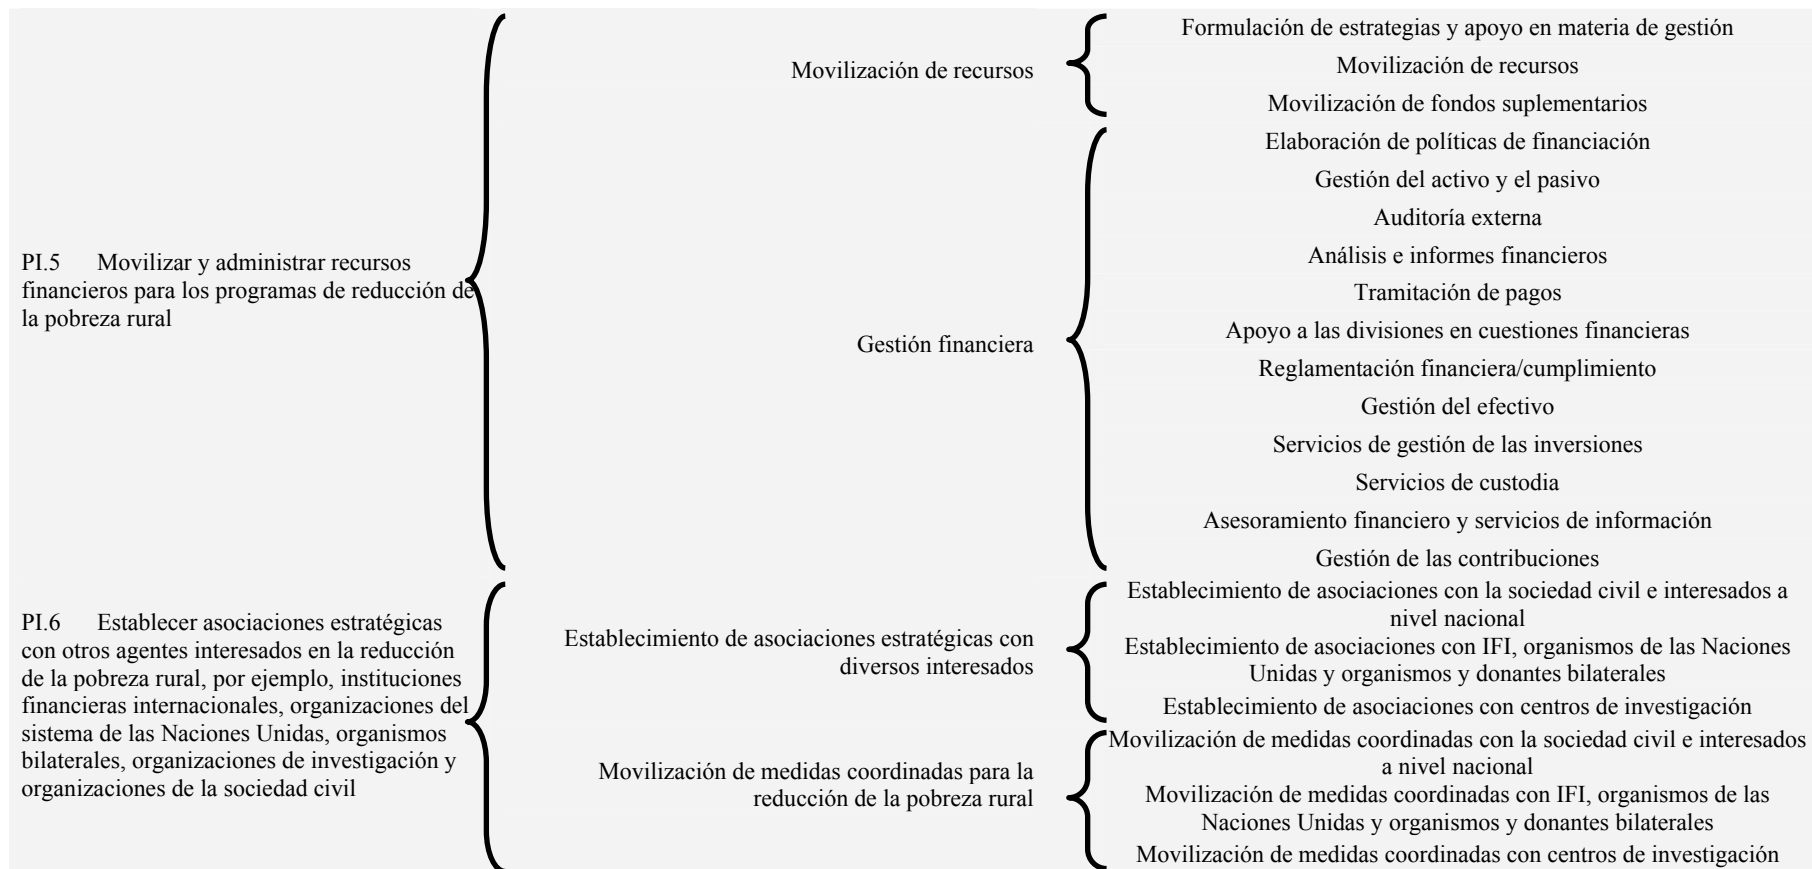 PI.5 Movilizar y administrar recursos
financieros para los programas de reducción de
la pobreza rural
Movilización de recursos
Formulación de estrategias y apoyo en materia de gestión
Movilización de recursos
Movilización de fondos suplementarios
Gestión financiera
Elaboración de políticas de financiación
Gestión del activo y el pasivo
Auditoría externa
Análisis e informes financieros
Tramitación de pagos
Apoyo a las divisiones en cuestiones financieras
Reglamentación financiera/cumplimiento
Gestión del efectivo
Servicios de gestión de las inversiones
Servicios de custodia
Asesoramiento financiero y servicios de información
Gestión de las contribuciones
PI.6 Establecer asociaciones estratégicas
con otros agentes interesados en la reducción
de la pobreza rural, por ejemplo, instituciones
financieras internacionales, organizaciones del
sistema de las Naciones Unidas, organismos
bilaterales, organizaciones de investigación y
organizaciones de la sociedad civil
Establecimiento de asociaciones estratégicas con
diversos interesados
Establecimiento de asociaciones con la sociedad civil e interesados a
nivel nacional
Establecimiento de asociaciones con IFI, organismos de las Naciones
Unidas y organismos y donantes bilaterales
Establecimiento de asociaciones con centros de investigación
Movilización de medidas coordinadas para la
reducción de la pobreza rural
Movilización de medidas coordinadas con la sociedad civil e interesados
a nivel nacional
Movilización de medidas coordinadas con IFI, organismos de las
Naciones Unidas y organismos y donantes bilaterales
Movilización de medidas coordinadas con centros de investigación